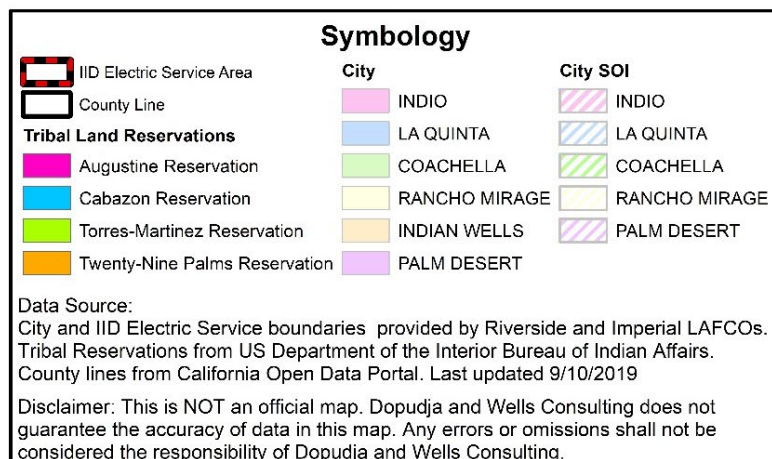 Symbology
IID Electric Service Area
County Line
Tribal Land Reservations
Augustine Reservation
Cabazon Reservation
Torres-Martinez Reservation
Twenty-Nine Palms Reservation
City
INDIO
LA QUINTA
COACHELLA
RANCHO MIRAGE
INDIAN WELLS
PALM DESERT
City SOI
INDIO
LA QUINTA
COACHELLA
RANCHO MIRAGE
PALM DESERT
Data Source:
City and IID Electric Service boundaries provided by Riverside and Imperial LAFCOs.
Tribal Reservations from US Department of the Interior Bureau of Indian Affairs.
County lines from California Open Data Portal. Last updated 9/10/2019
Disclaimer: This is NOT an official map. Dopudja and Wells Consulting does not
guarantee the accuracy of data in this map. Any errors or omissions shall not be
considered the responsibility of Dopudja and Wells Consulting.